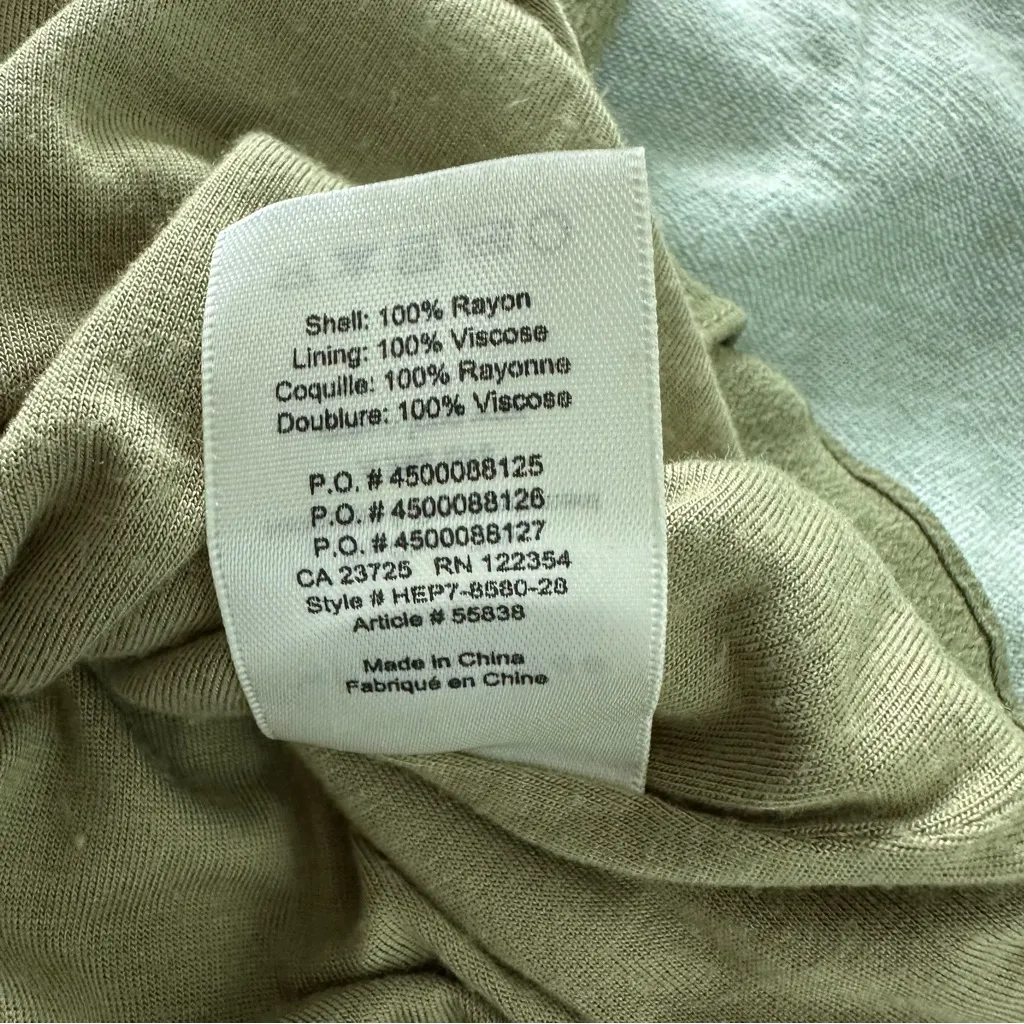 Shell: 100% Rayon
Lining: 100% Viscose
Coquille: 100% Rayonne
Doublure: 100% Viscose
P.O. # 4500088125
P.O. # 4500088126
P.O. # 4500088127
CA 23725 RN 122354
Style # HEP7-8580-28
Article # 55838
Made in China
Fabriqué en Chine